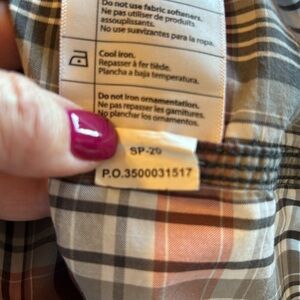 Do not use fabric softeners.
Ne pas utiliser de produits
assouplissants.
No use suavizantes para la ropa.
Cool iron.
Repasser à fer tiède.
Plancha a baja temperatura.
Do not iron ornamentation.
Ne pas repasser les garnitures.
No planchar los ornamentos.
SP-20
P.O.3500031517